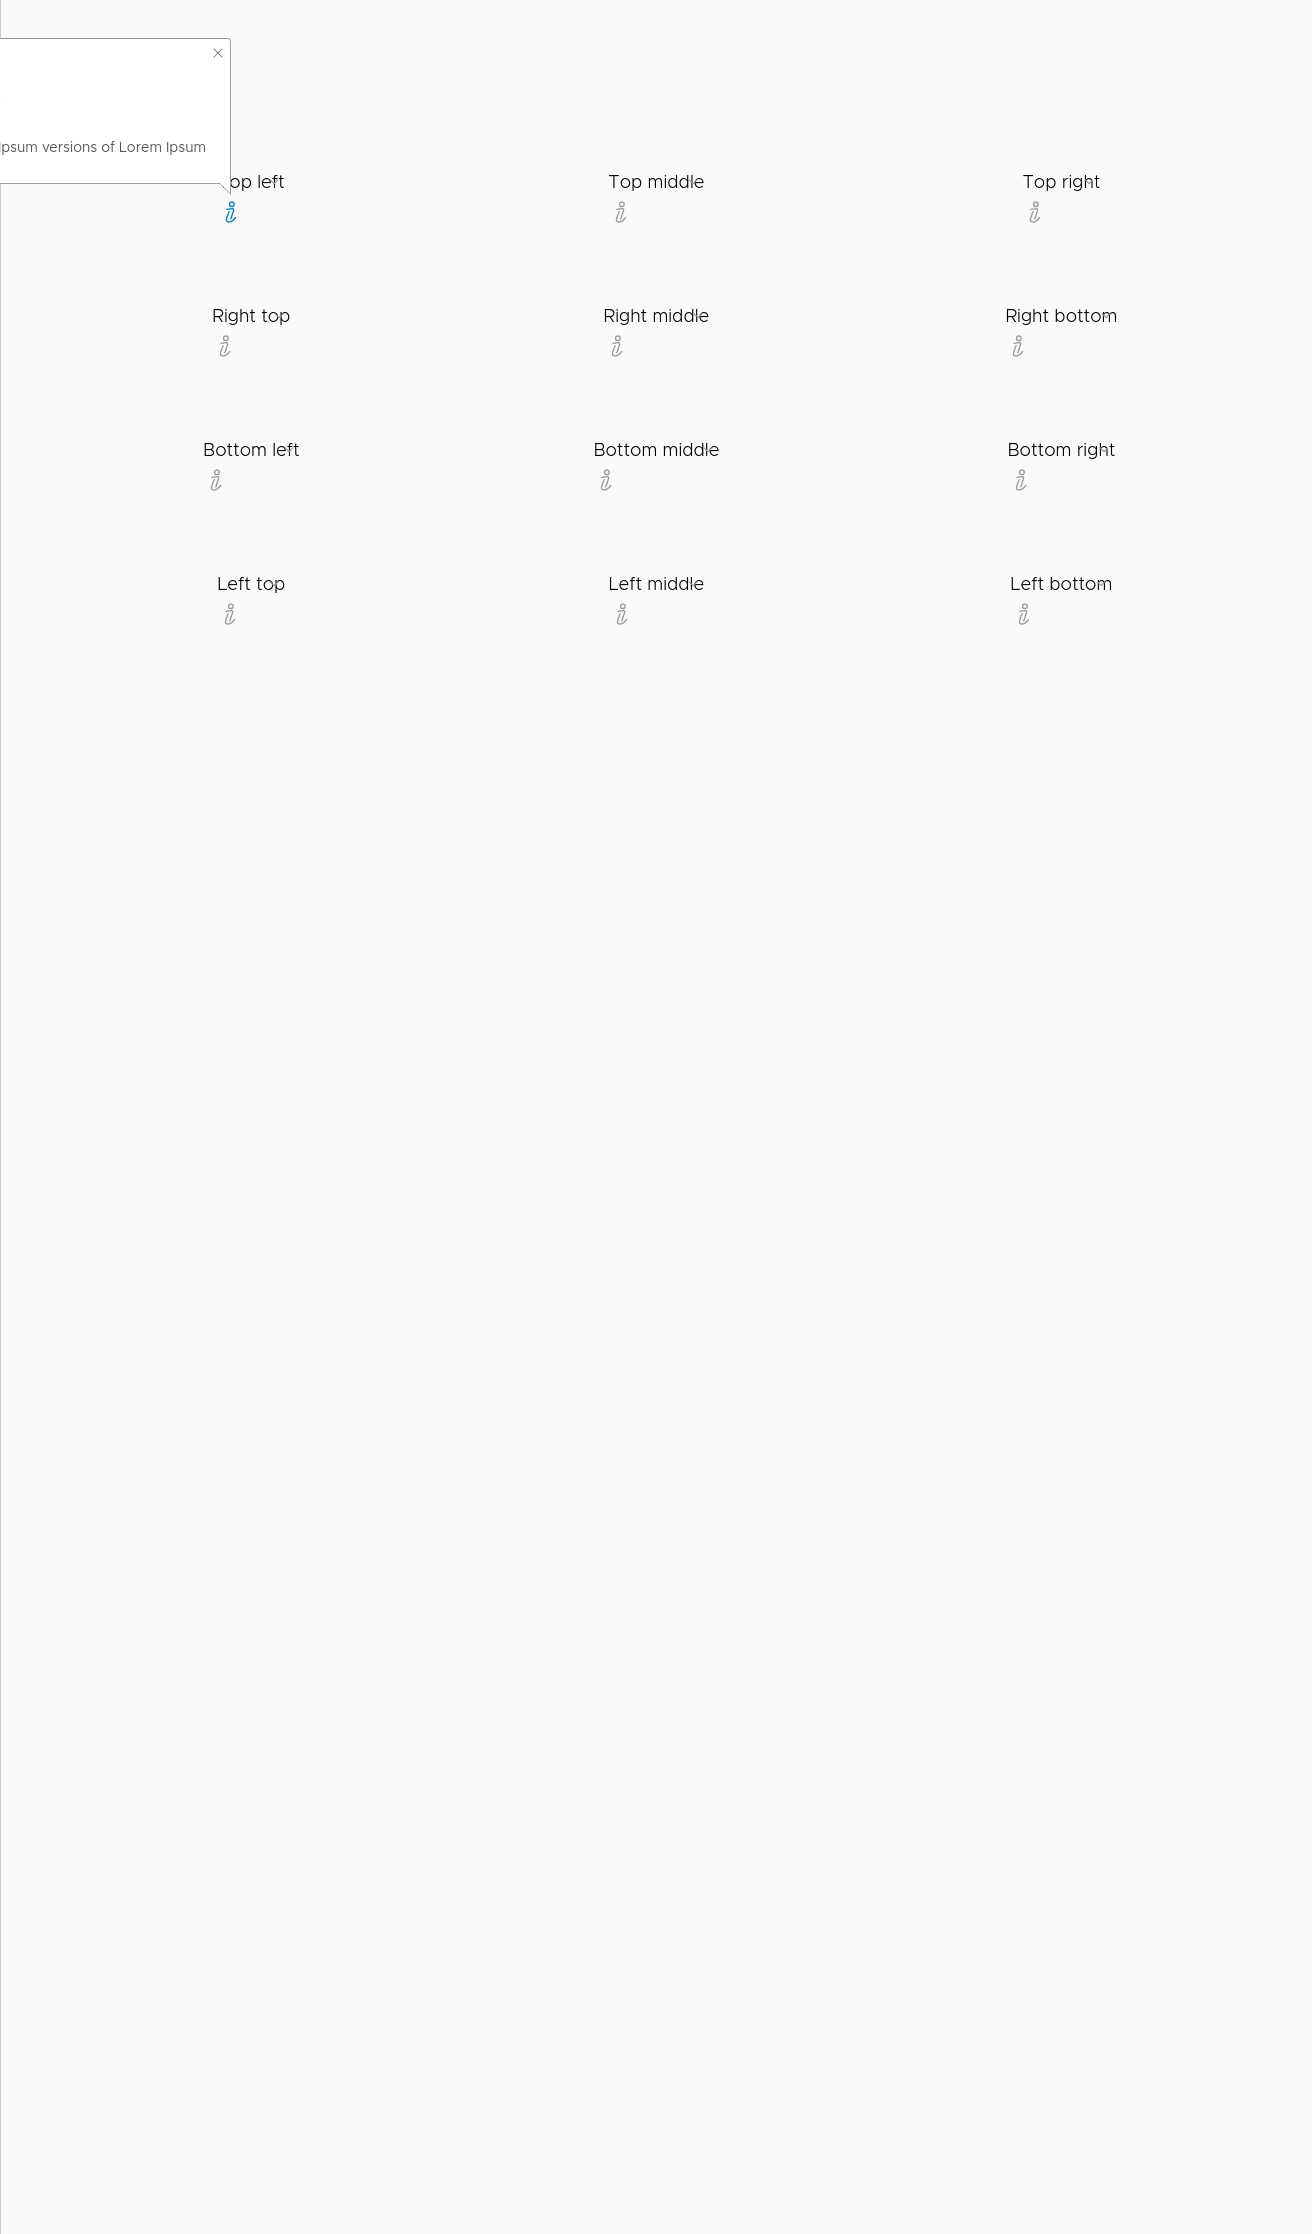 Ipsum versions of Lorem Ipsum
op left
Top middle
Top right
Right top
Right middle
Right bottom
Bottom left
Bottom middle
Bottom right
Left top
Left middle
Left bottom